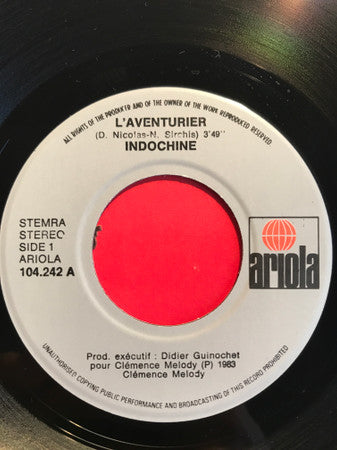 ALL RIGHTS OF THE PRODUCER AND OF THE OWNER OF THE WORK REPRODUCED RESERVED
L'AVENTURIER
(D. Nicolas-N. Sirchis) 3'49"
INDOCHINE
STEMRA
STEREO
SIDE 1
ARIOLA
104.242 A
ariola
Prod. exécutif : Didier Guinochet
pour Clémence Melody (P) 1983
Clémence Melody
UNAUTHORISED COPYING PUBLIC PERFORMANCE AND BROADCASTING OF THIS RECORD PROHIBITED